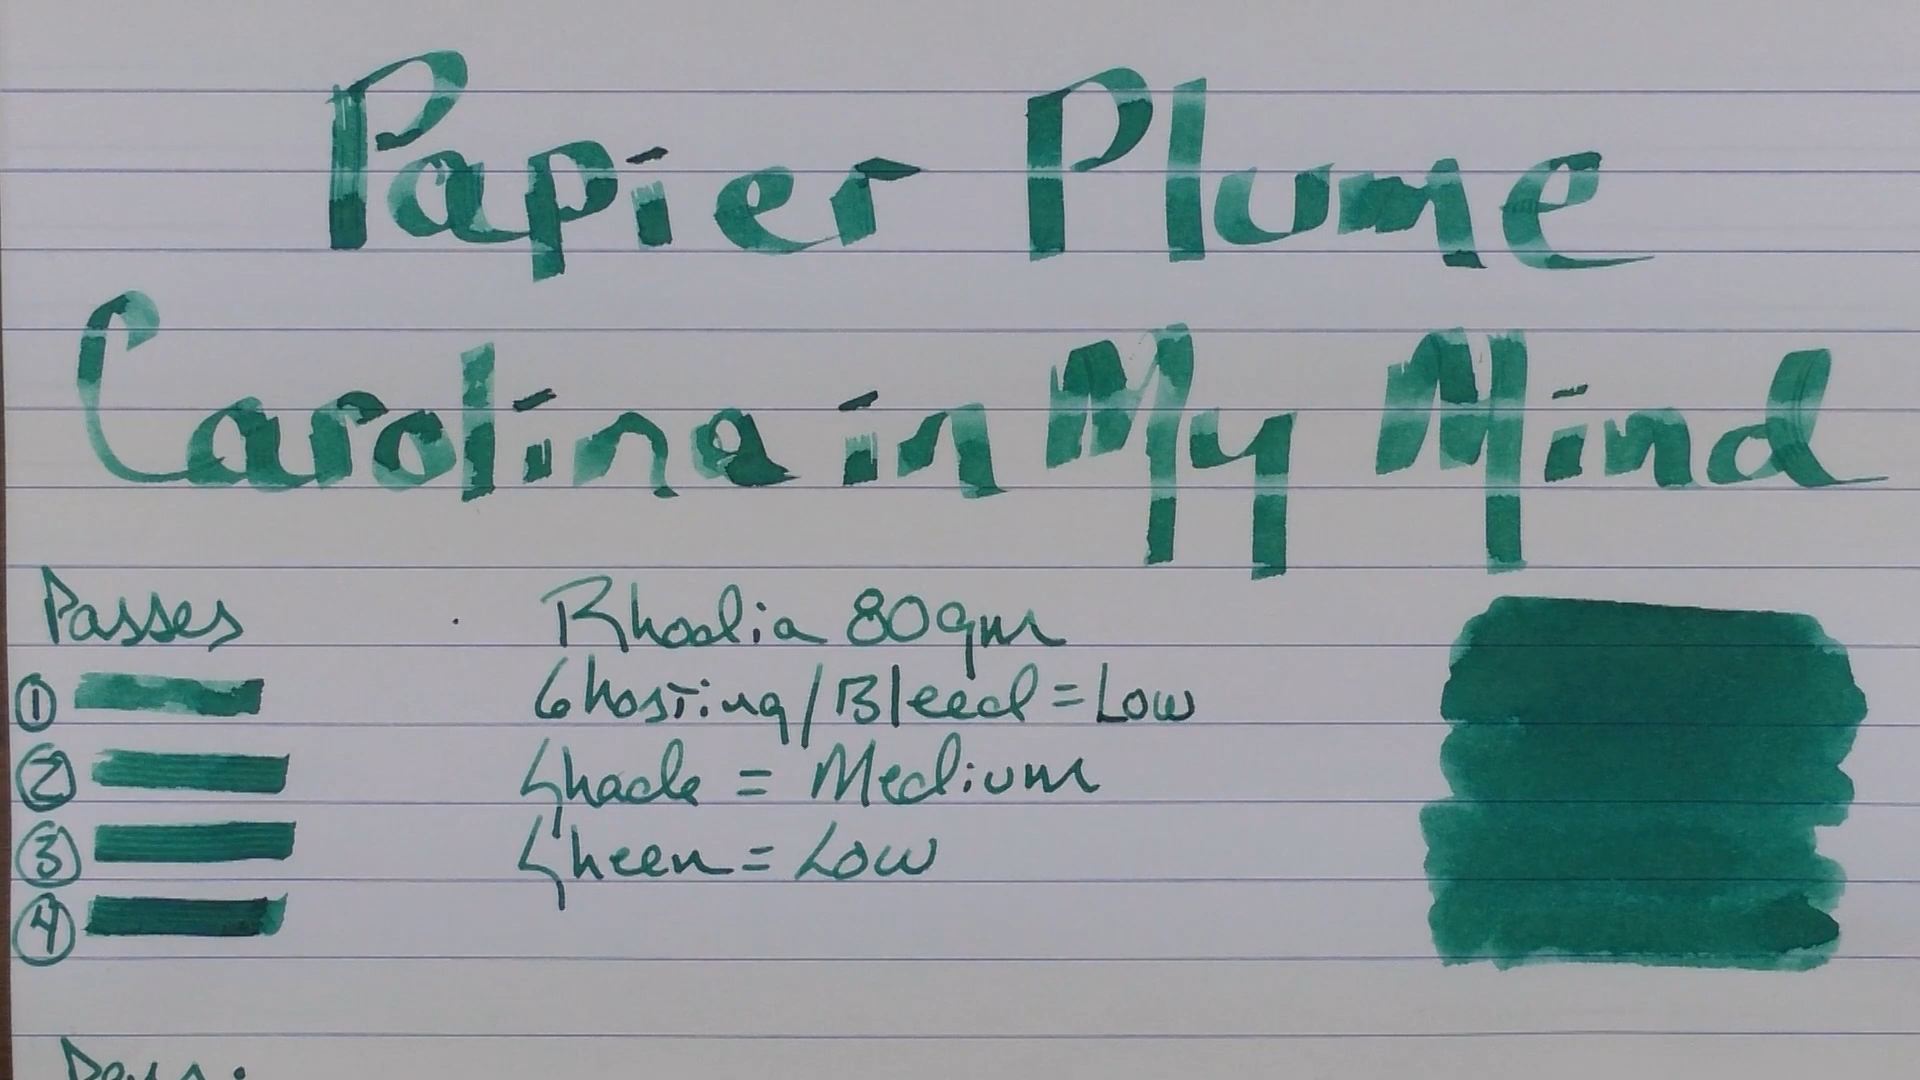 Papier Plume
Carolina in My Mind
Passes
Rhodia 80gm
1
Ghosting/Bleed = Low
2
Shade = Medium
3
Sheen = Low
4